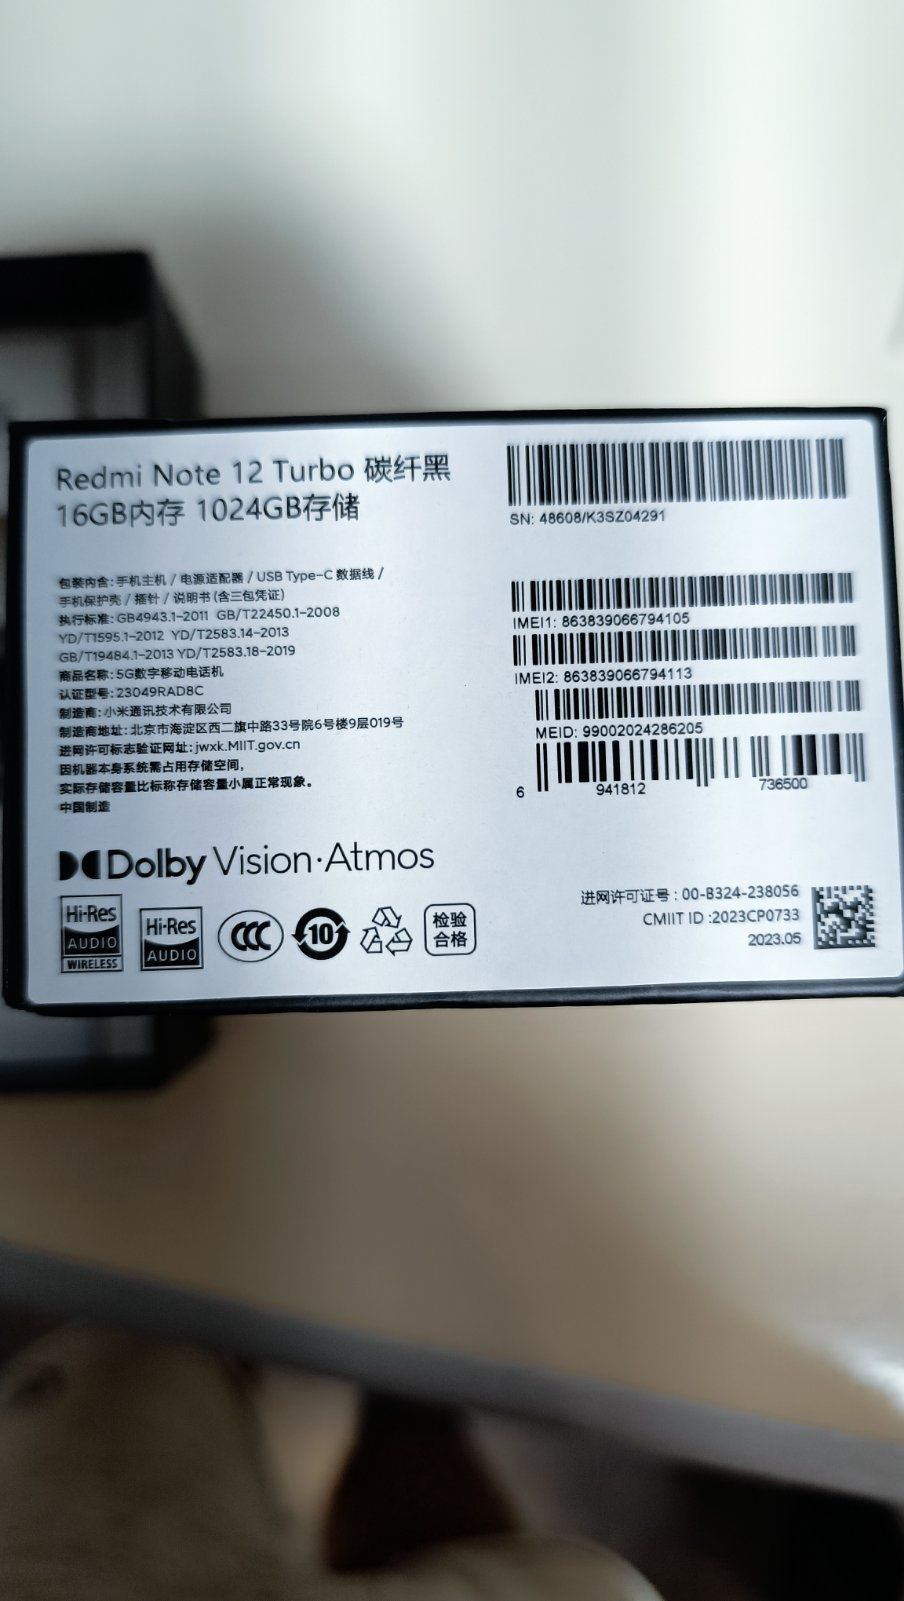 Redmi Note 12 Turbo 碳纤黑
16GB内存 1024GB存储
包装内含:手机主机 / 电源适配器 / USB Type-C 数据线 /
手机保护壳 / 插针 / 说明书(含三包凭证)
执行标准: GB4943.1-2011 GB/T22450.1-2008
YD/T1595.1-2012 YD/T2583.14-2013
GB/T19484.1-2013 YD/T2583.18-2019
商品名称: 5G数字移动电话机
认证型号: 23049RAD8C
制造商: 小米通讯技术有限公司
制造商地址: 北京市海淀区西二旗中路33号院6号楼9层019号
进网许可标志验证网址: jwxk.MIIT.gov.cn
因机器本身系统需占用存储空间,
实际存储容量比标称存储容量小属正常现象。
中国制造
Dolby Vision·Atmos
Hi-Res
AUDIO
WIRELESS
Hi-Res
AUDIO
CCC
10
检验
合格
SN: 48608/K3SZ04291
IMEI1: 863839066794105
IMEI2: 863839066794113
MEID: 99002024286205
6 941812 736500
进网许可证号 : 00-B324-238056
CMIIT ID :2023CP0733
2023.05